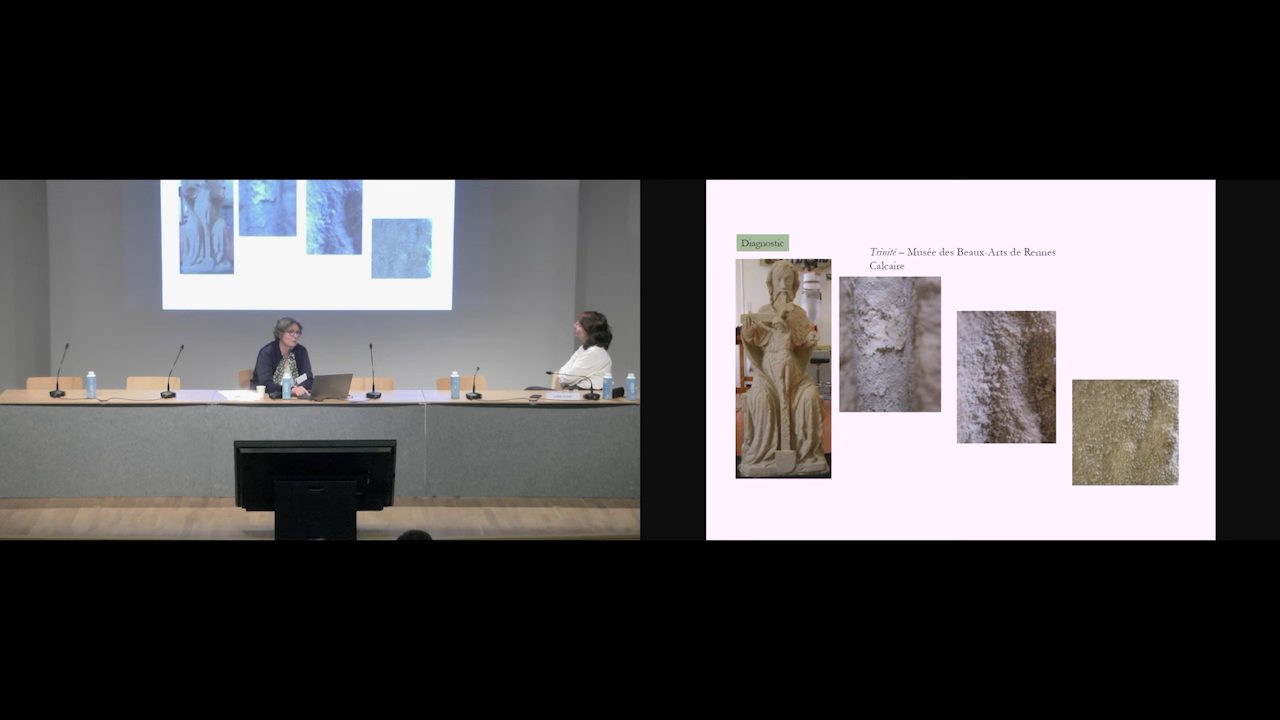 Diagnostic
Trinité – Musée des Beaux-Arts de Rennes
Calcaire